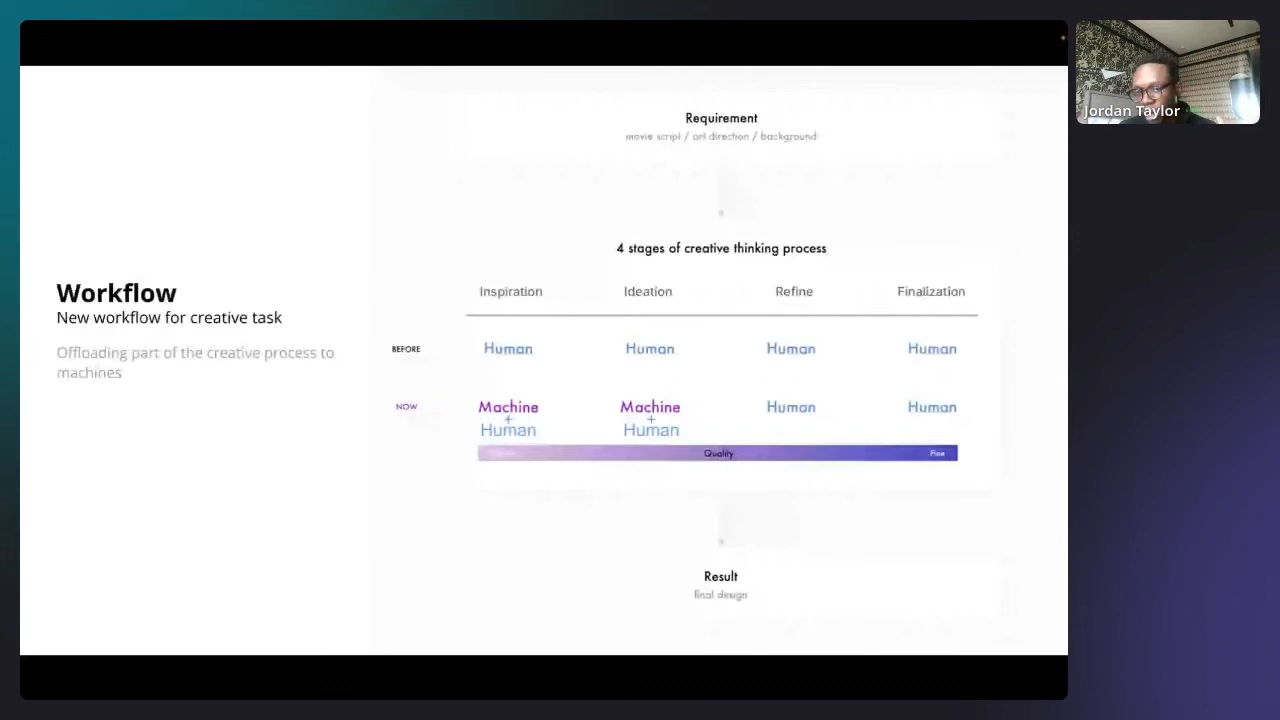 Jordan Taylor
Requirement
movie script / art direction / background
4 stages of creative thinking process
Inspiration Ideation Refine Finalization
Workflow
New workflow for creative task
Offloading part of the creative process to
machines
BEFORE Human Human Human Human
NOW Machine Machine Human Human
+ +
Human Human
Quality Fine
Result
final design